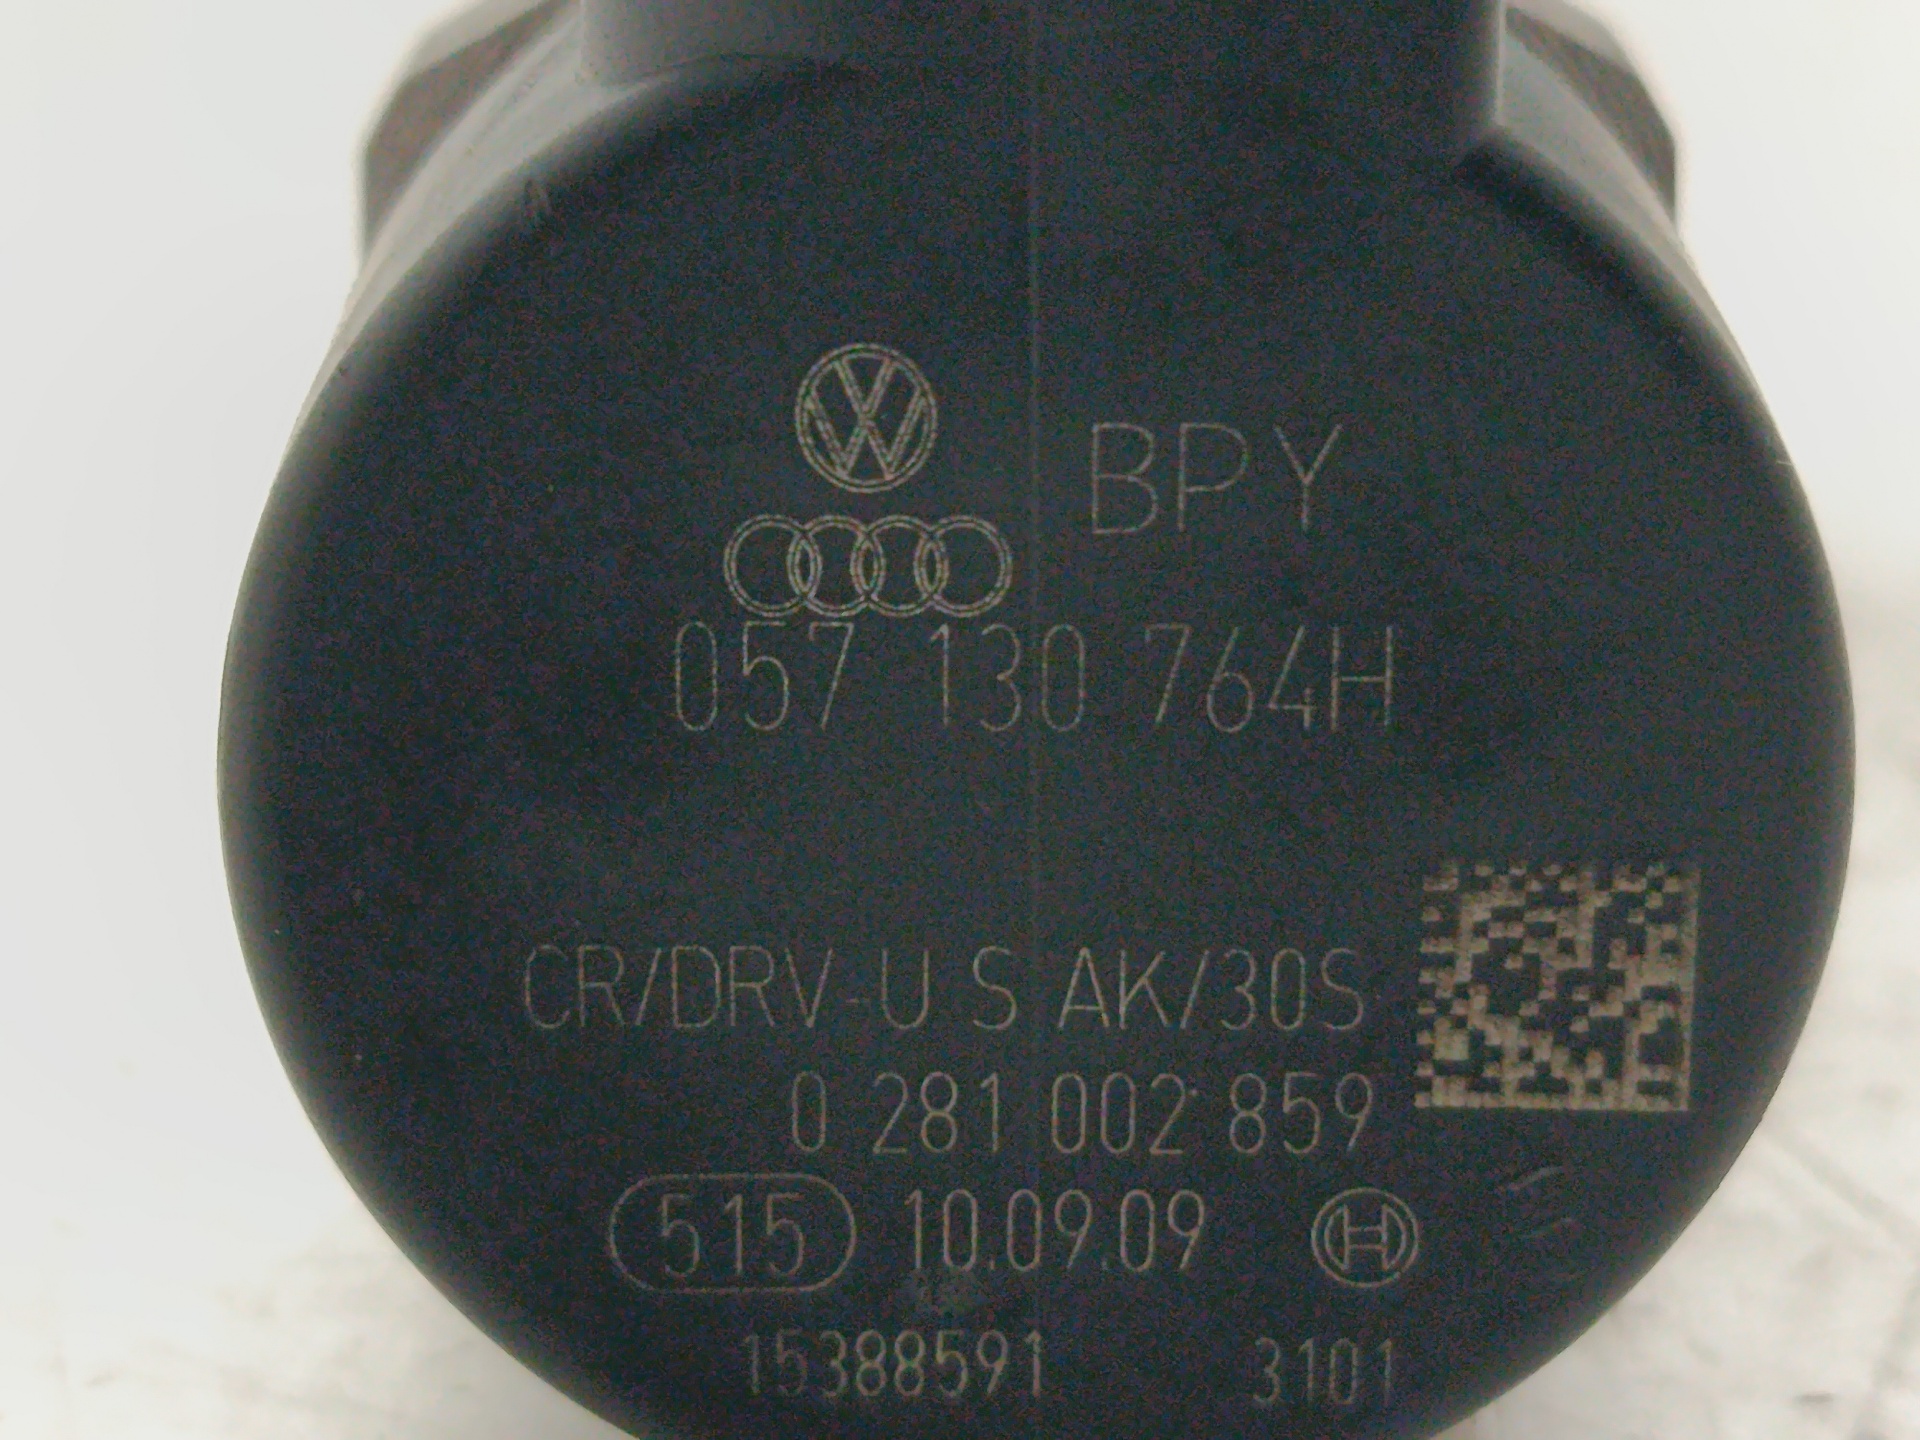 BPY
057 130 764H
CR/DRV-U S AK/30S
0 281 002 859
515 10.09.09
15388591 3101